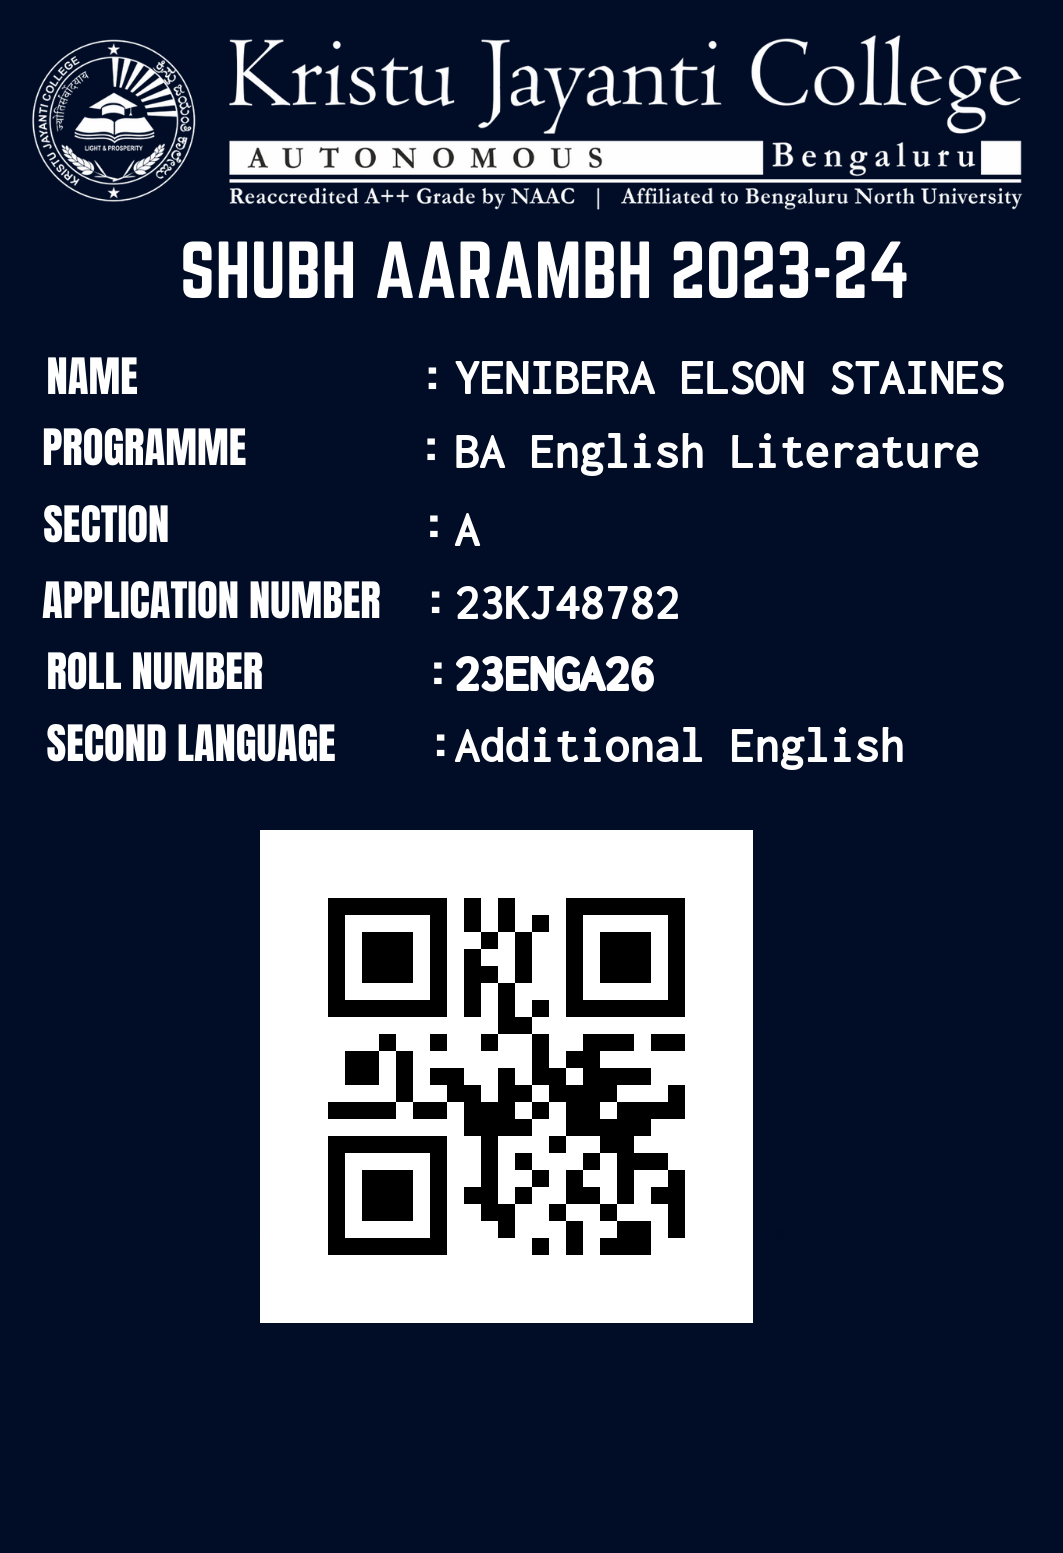 Kristu Jayanti College
AUTONOMOUS Bengaluru
Reaccredited A++ Grade by NAAC | Affiliated to Bengaluru North University
KRISTU JAYANTI COLLEGE
LIGHT & PROSPERITY
SHUBH AARAMBH 2023-24
NAME : YENIBERA ELSON STAINES
PROGRAMME : BA English Literature
SECTION : A
APPLICATION NUMBER : 23KJ48782
ROLL NUMBER : 23ENGA26
SECOND LANGUAGE : Additional English